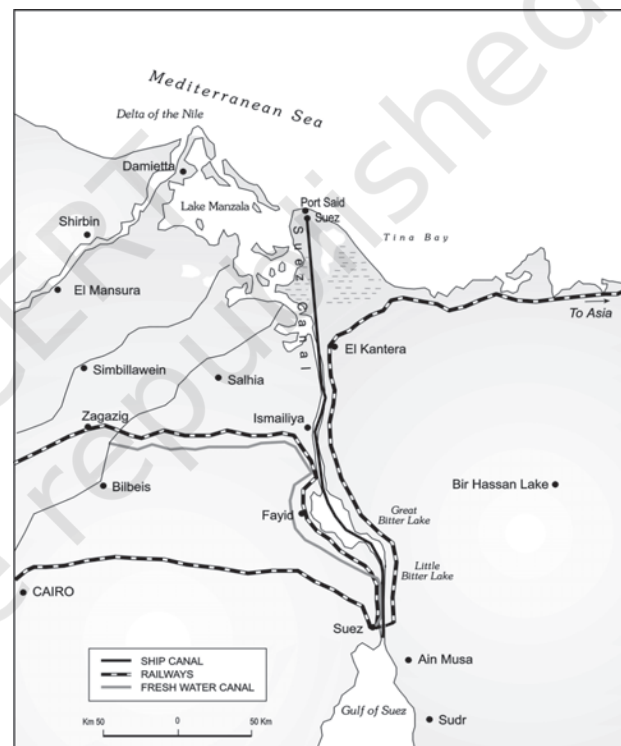 Mediterranean Sea
Delta of the Nile
Damietta
Lake Manzala
Port Said
Suez
Shirbin
Tina Bay
Suez Canal
El Mansura
To Asia
El Kantera
Simbillawein
Salhia
Zagazig
Ismailiya
Bilbeis
Bir Hassan Lake
Fayid
Great
Bitter Lake
Little
Bitter Lake
CAIRO
Suez
Ain Musa
SHIP CANAL
RAILWAYS
FRESH WATER CANAL
Gulf of Suez
Sudr
Km 50 0 50 Km
republished